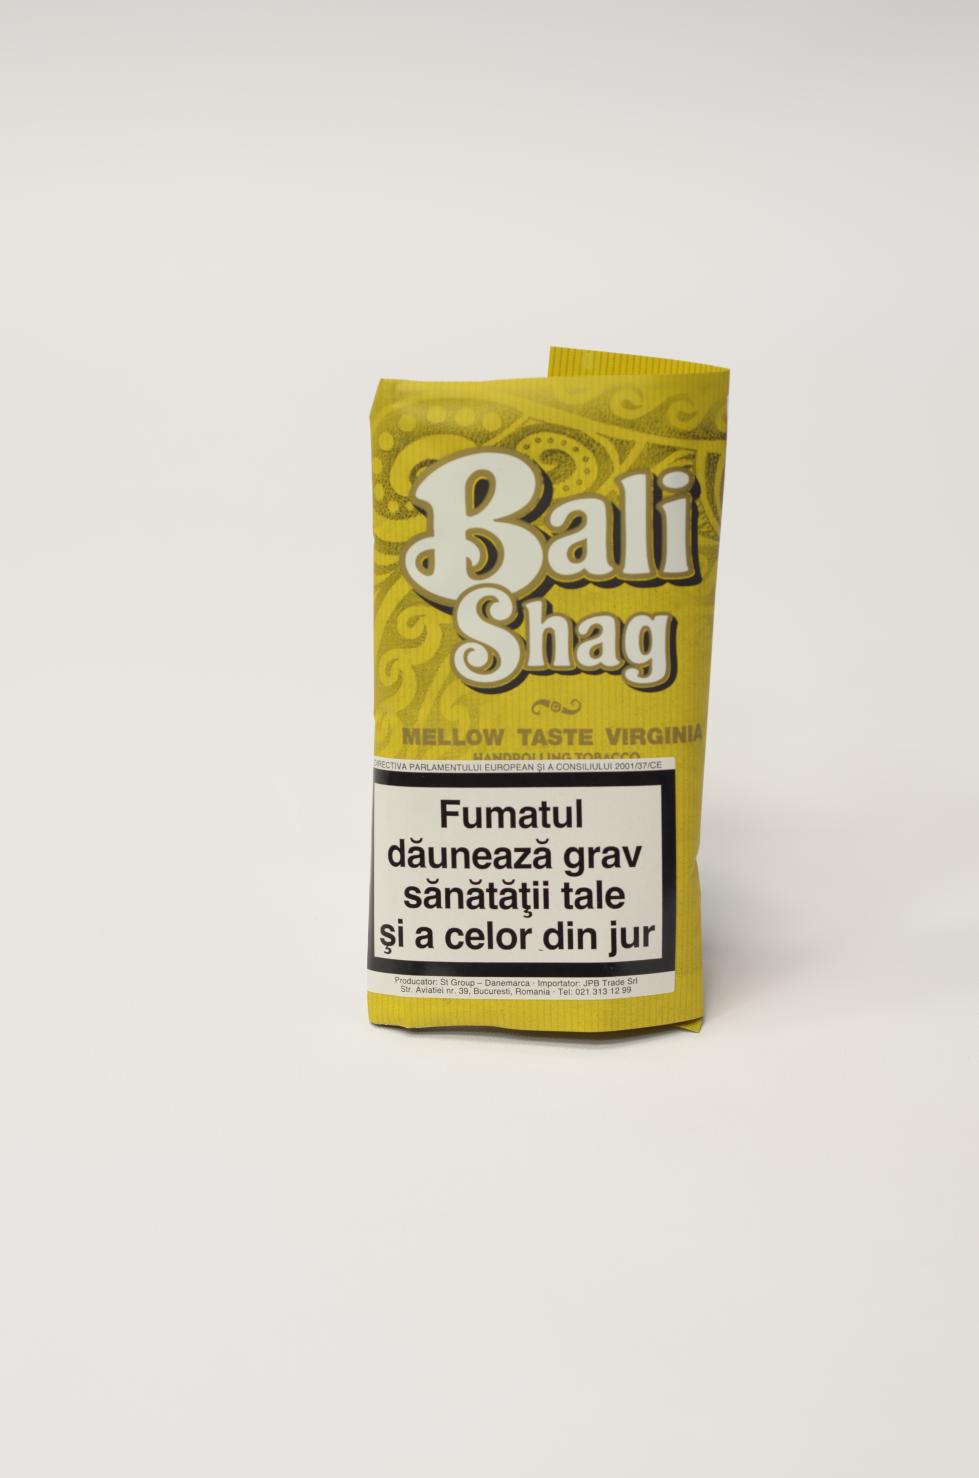 Bali
Shag
MELLOW TASTE VIRGINIA
HANDROLLING TOBACCO
DIRECTIVA PARLAMENTULUI EUROPEAN ŞI A CONSILIULUI 2001/37/CE
Fumatul
dăunează grav
sănătăţii tale
şi a celor din jur
Producator: St Group – Danemarca · Importator: JPB Trade Srl
Str. Aviatiei nr. 39, Bucuresti, Romania · Tel: 021 313 12 99